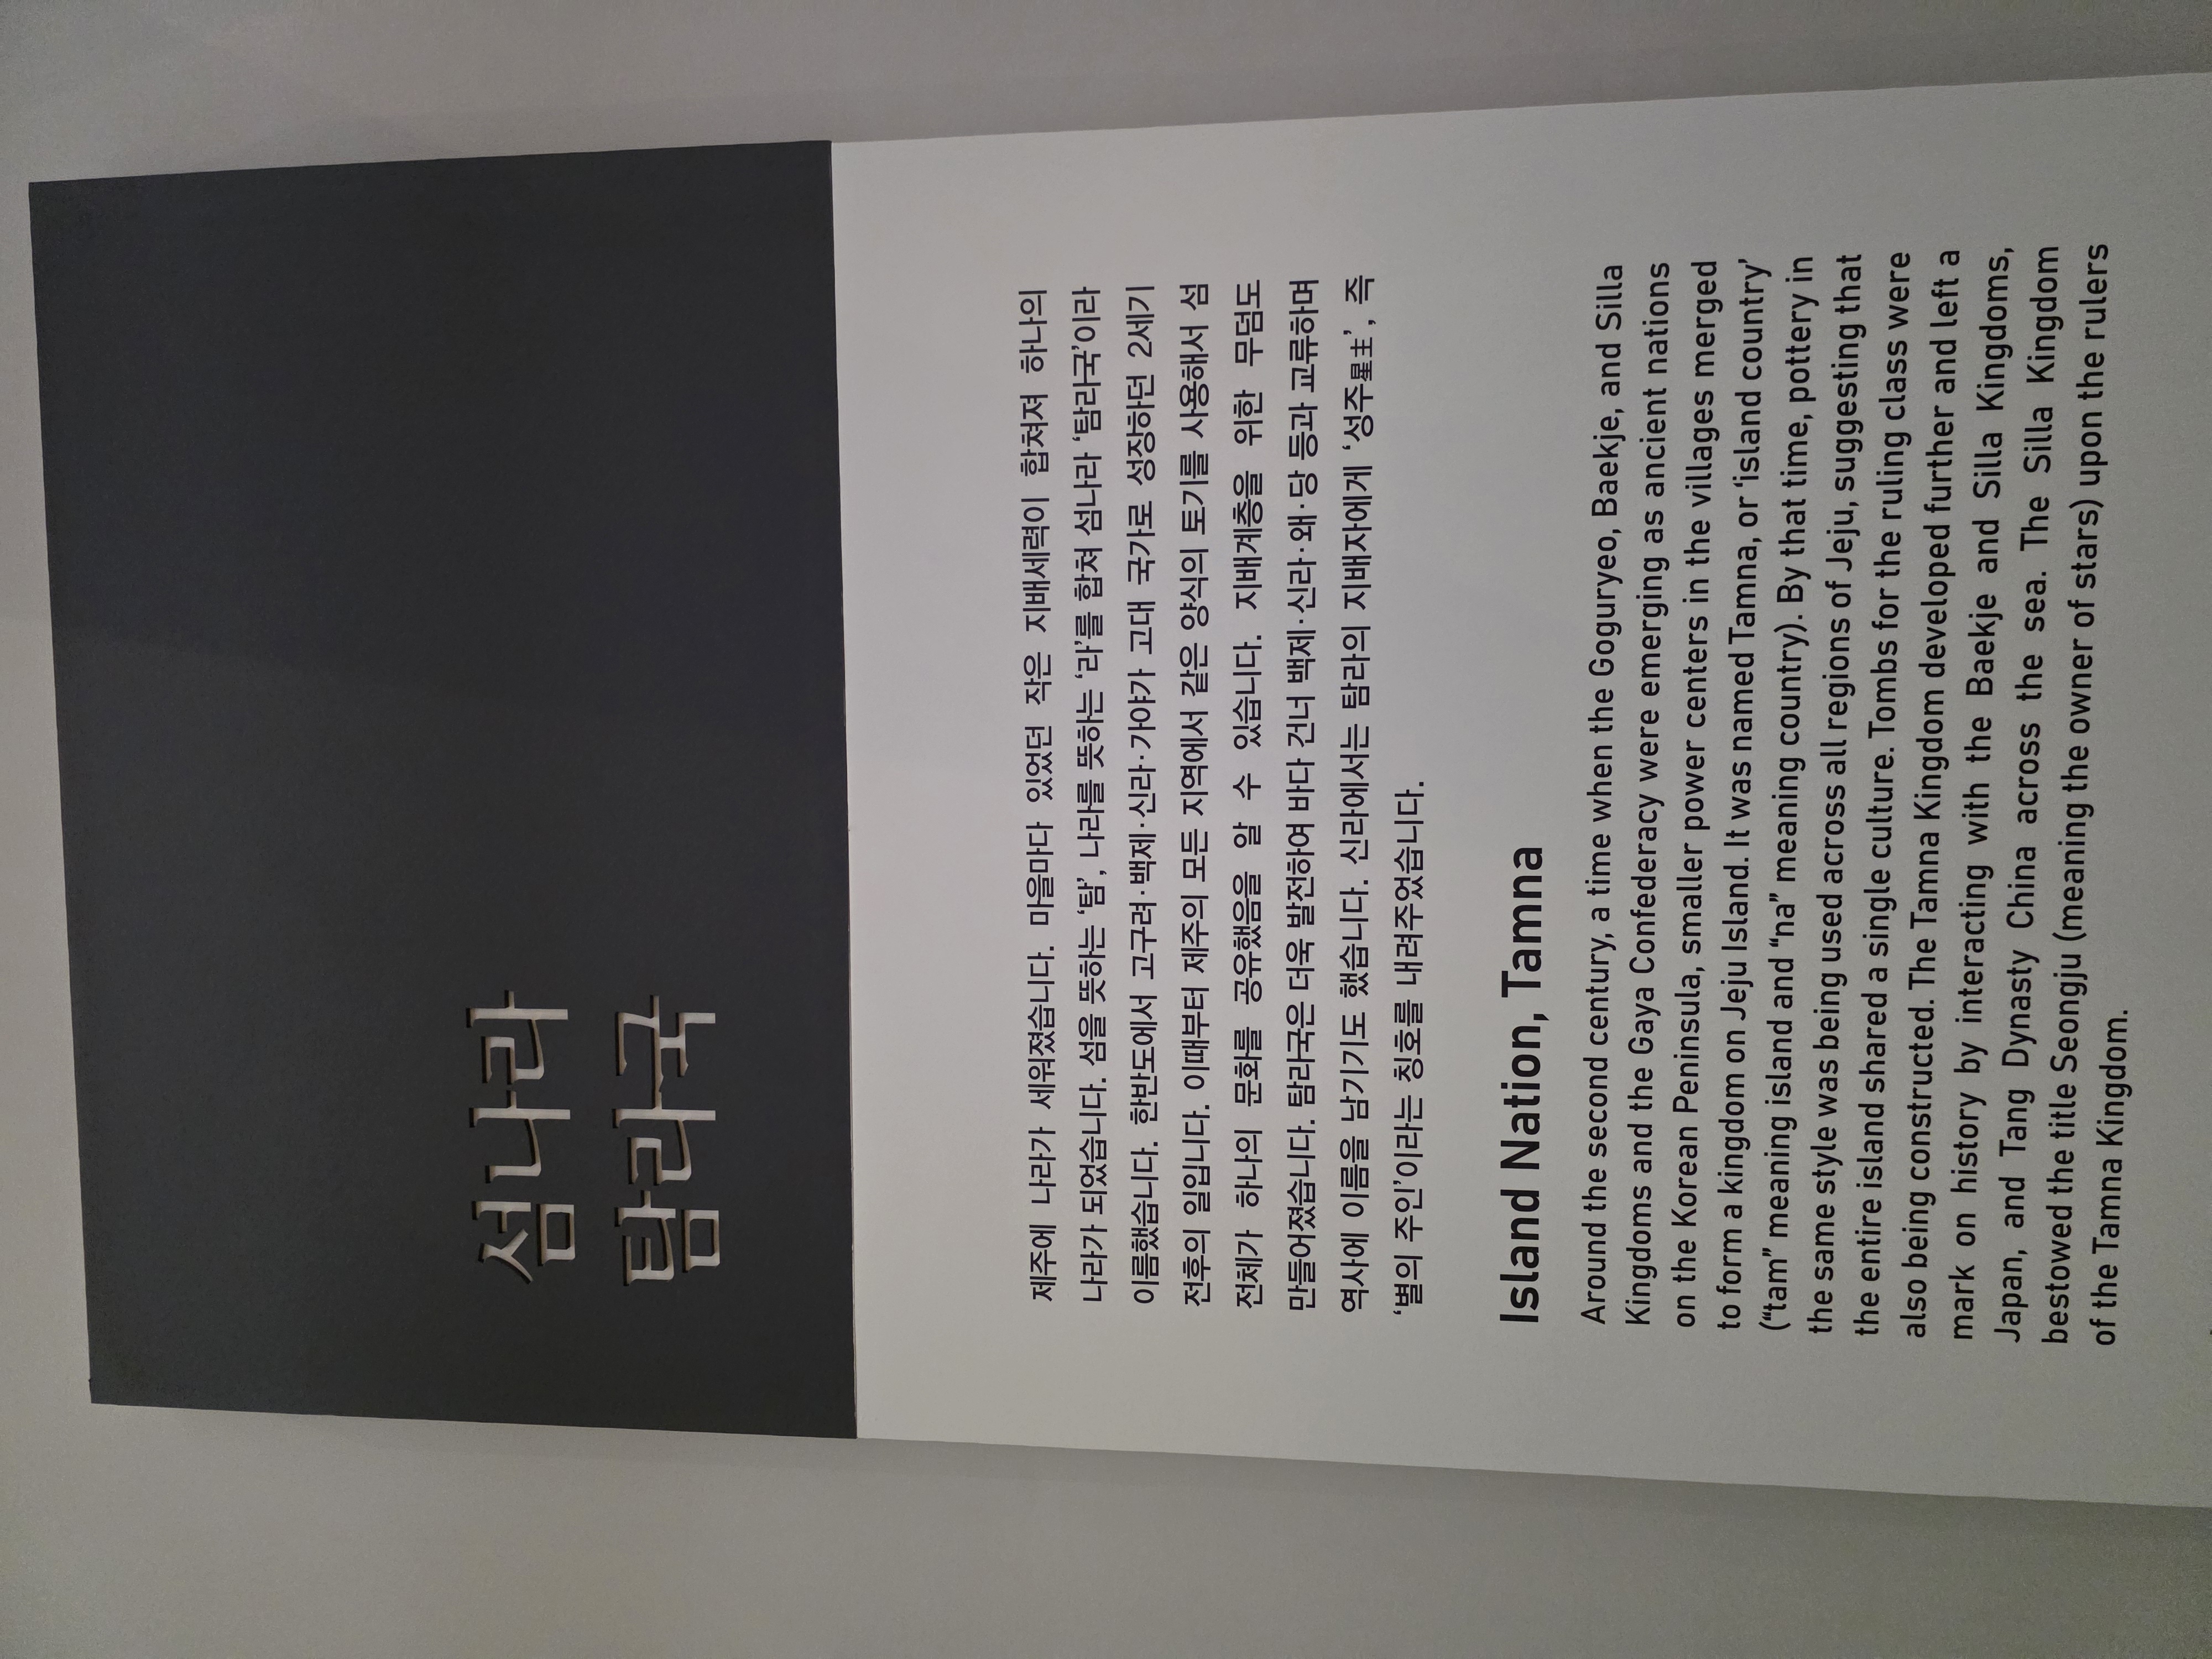 섬나라
탐라국
제주에 나라가 세워졌습니다. 마을마다 있었던 작은 지배세력이 합쳐져 하나의
나라가 되었습니다. 섬을 뜻하는 ‘탐’, 나라를 뜻하는 ‘라’를 합쳐 섬나라 ‘탐라국’이라
이름했습니다. 한반도에서 고구려·백제·신라·가야가 고대 국가로 성장하던 2세기
전후의 일입니다. 이때부터 제주의 모든 지역에서 같은 양식의 토기를 사용해서 섬
전체가 하나의 문화를 공유했음을 알 수 있습니다. 지배계층을 위한 무덤도
만들어졌습니다. 탐라국은 더욱 발전하여 바다 건너 백제·신라·왜·당 등과 교류하며
역사에 이름을 남기기도 했습니다. 신라에서는 탐라의 지배자에게 ‘성주星主’, 즉
‘별의 주인’이라는 칭호를 내려주었습니다.
Island Nation, Tamna
Around the second century, a time when the Goguryeo, Baekje, and Silla
Kingdoms and the Gaya Confederacy were emerging as ancient nations
on the Korean Peninsula, smaller power centers in the villages merged
to form a kingdom on Jeju Island. It was named Tamna, or ‘island country’
(“tam” meaning island and “na” meaning country). By that time, pottery in
the same style was being used across all regions of Jeju, suggesting that
the entire island shared a single culture. Tombs for the ruling class were
also being constructed. The Tamna Kingdom developed further and left a
mark on history by interacting with the Baekje and Silla Kingdoms,
Japan, and Tang Dynasty China across the sea. The Silla Kingdom
bestowed the title Seongju (meaning the owner of stars) upon the rulers
of the Tamna Kingdom.